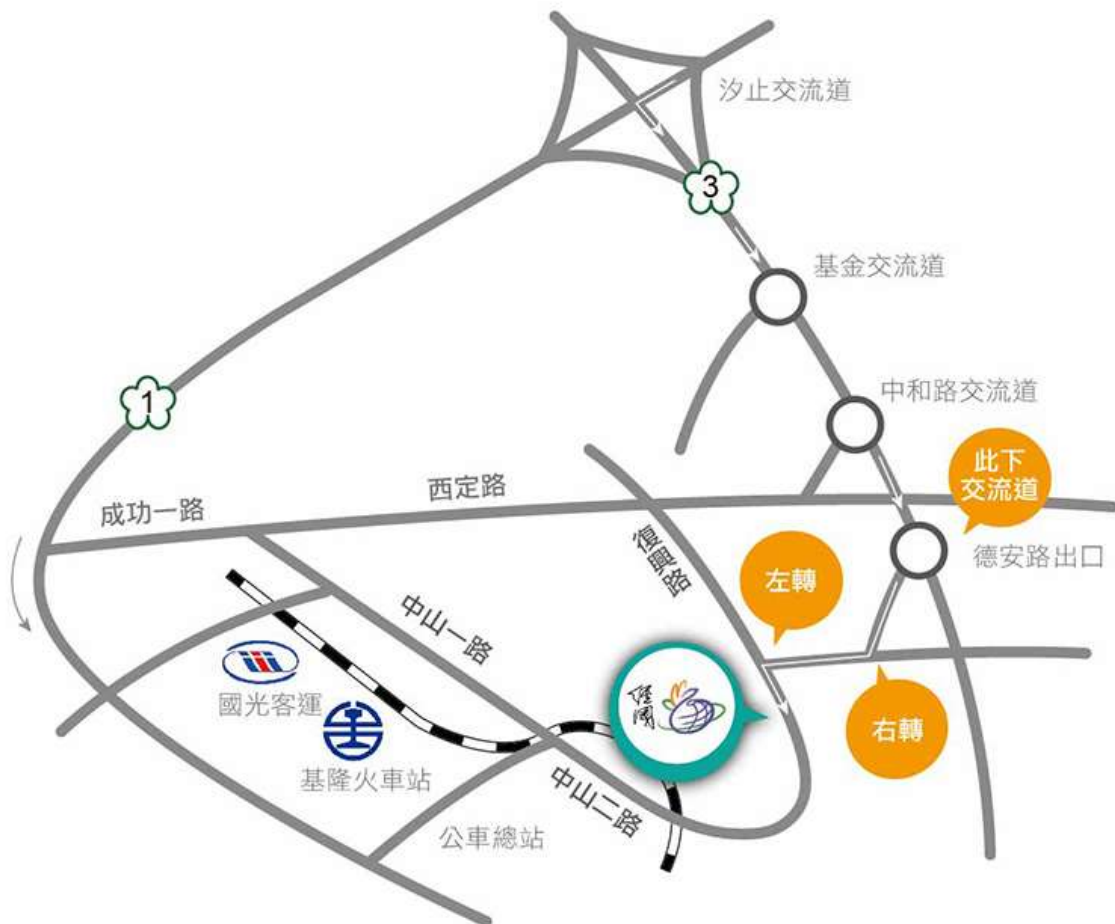 汐止交流道
3
基金交流道
1
中和路交流道
此下
交流道
西定路
成功一路
復興路
德安路出口
左轉
中山一路
國光客運
經國
右轉
基隆火車站
中山二路
公車總站